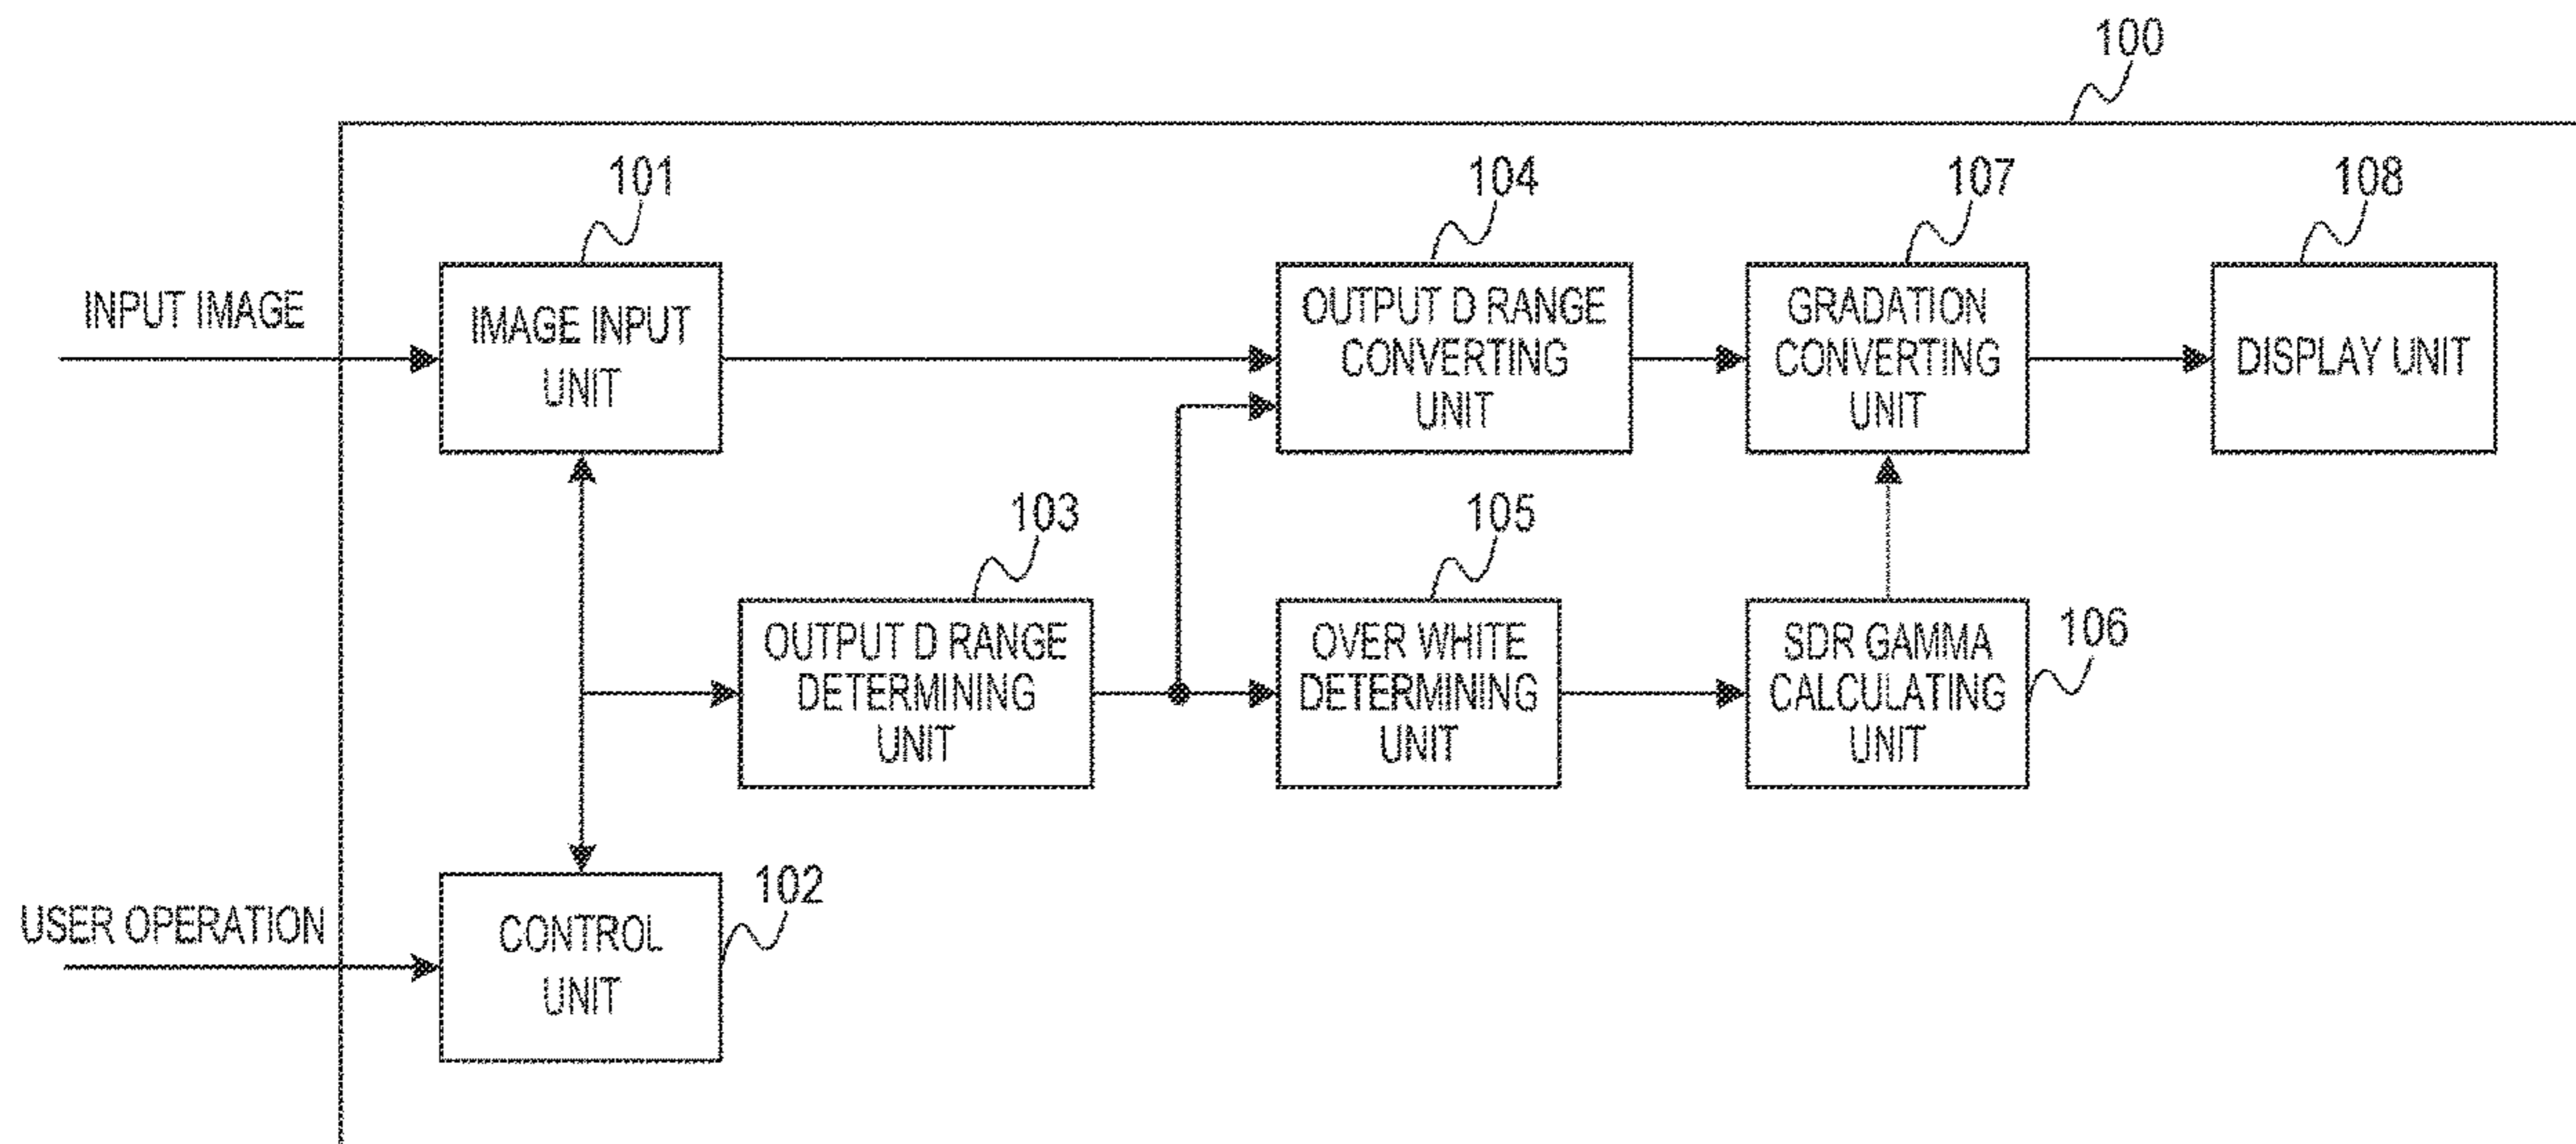 100
101
104
107
108
INPUT IMAGE
IMAGE INPUT
UNIT
OUTPUT D RANGE
CONVERTING
UNIT
GRADATION
CONVERTING
UNIT
DISPLAY UNIT
103
105
106
OUTPUT D RANGE
DETERMINING
UNIT
OVER WHITE
DETERMINING
UNIT
SDR GAMMA
CALCULATING
UNIT
102
USER OPERATION
CONTROL
UNIT